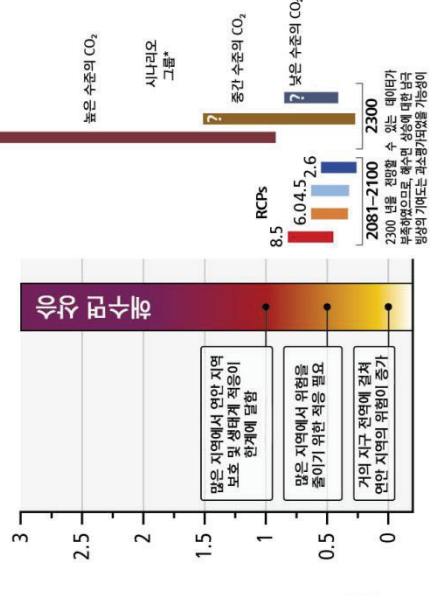 3
2.5
2
1.5
1
0.5
0
해수면 상승
많은 지역에서 연안 지역
보호 및 생태계 적응이
한계에 달함
많은 지역에서 위험을
줄이기 위한 적응 필요
거의 지구 전역에 걸쳐
연안 지역의 위험이 증가
높은 수준의 CO₂
시나리오
그룹*
중간 수준의 CO₂
낮은 수준의 CO₂
?
?
RCPs
8.5
6.0
4.5
2.6
2081–2100
2300
2300 년을 전망할 수 있는 데이터가
부족하였으므로, 해수면 상승에 대한 남극
빙상의 기여도는 과소평가되었을 가능성이